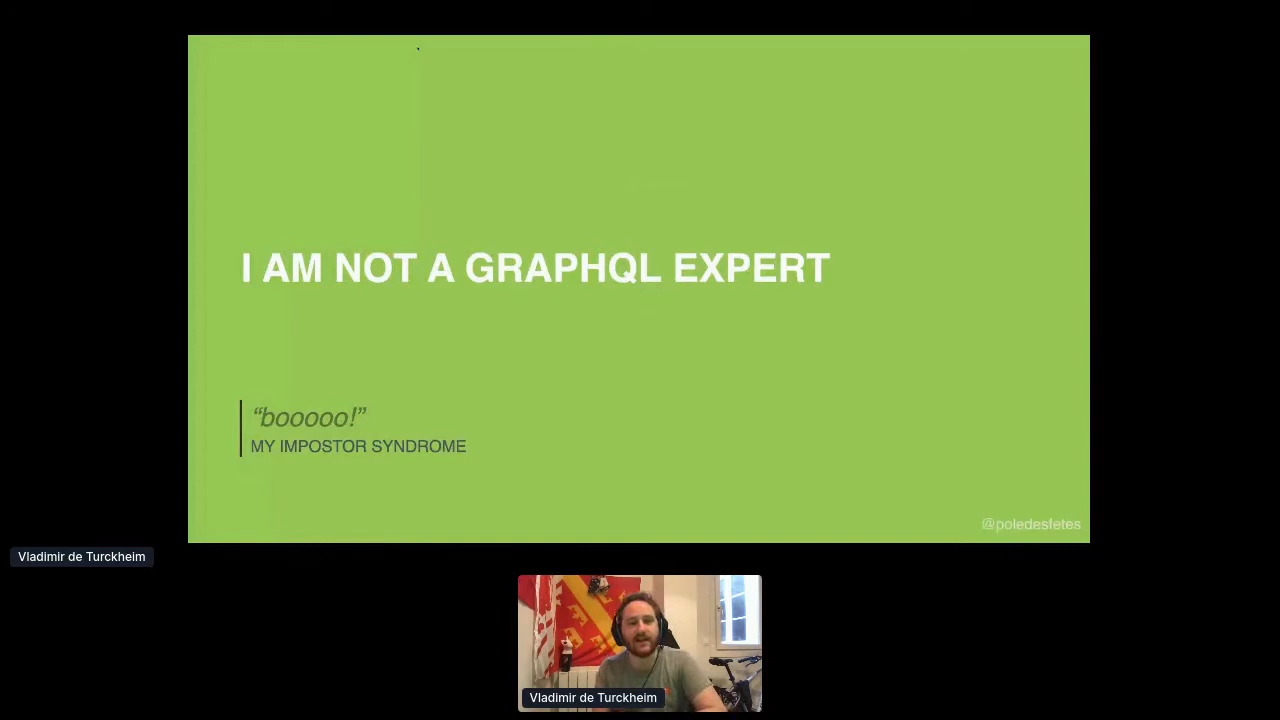 I AM NOT A GRAPHQL EXPERT
“booooo!”
MY IMPOSTOR SYNDROME
@poledesfetes
Vladimir de Turckheim
Vladimir de Turckheim